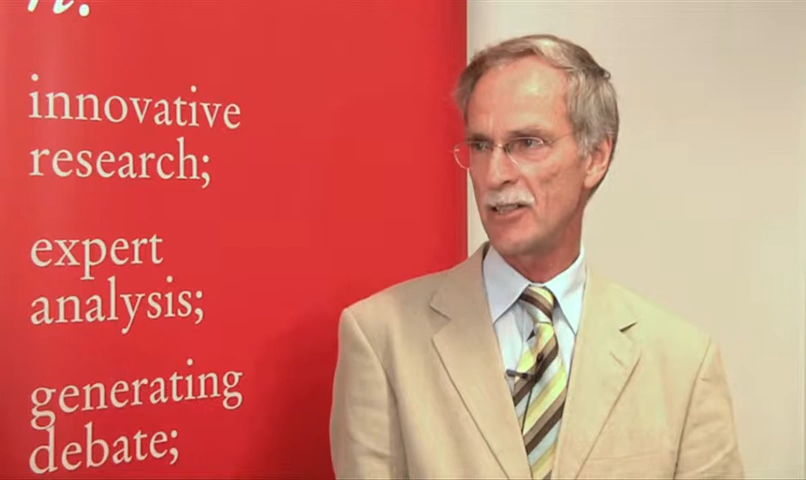 n.
innovative
research;
expert
analysis;
generating
debate;